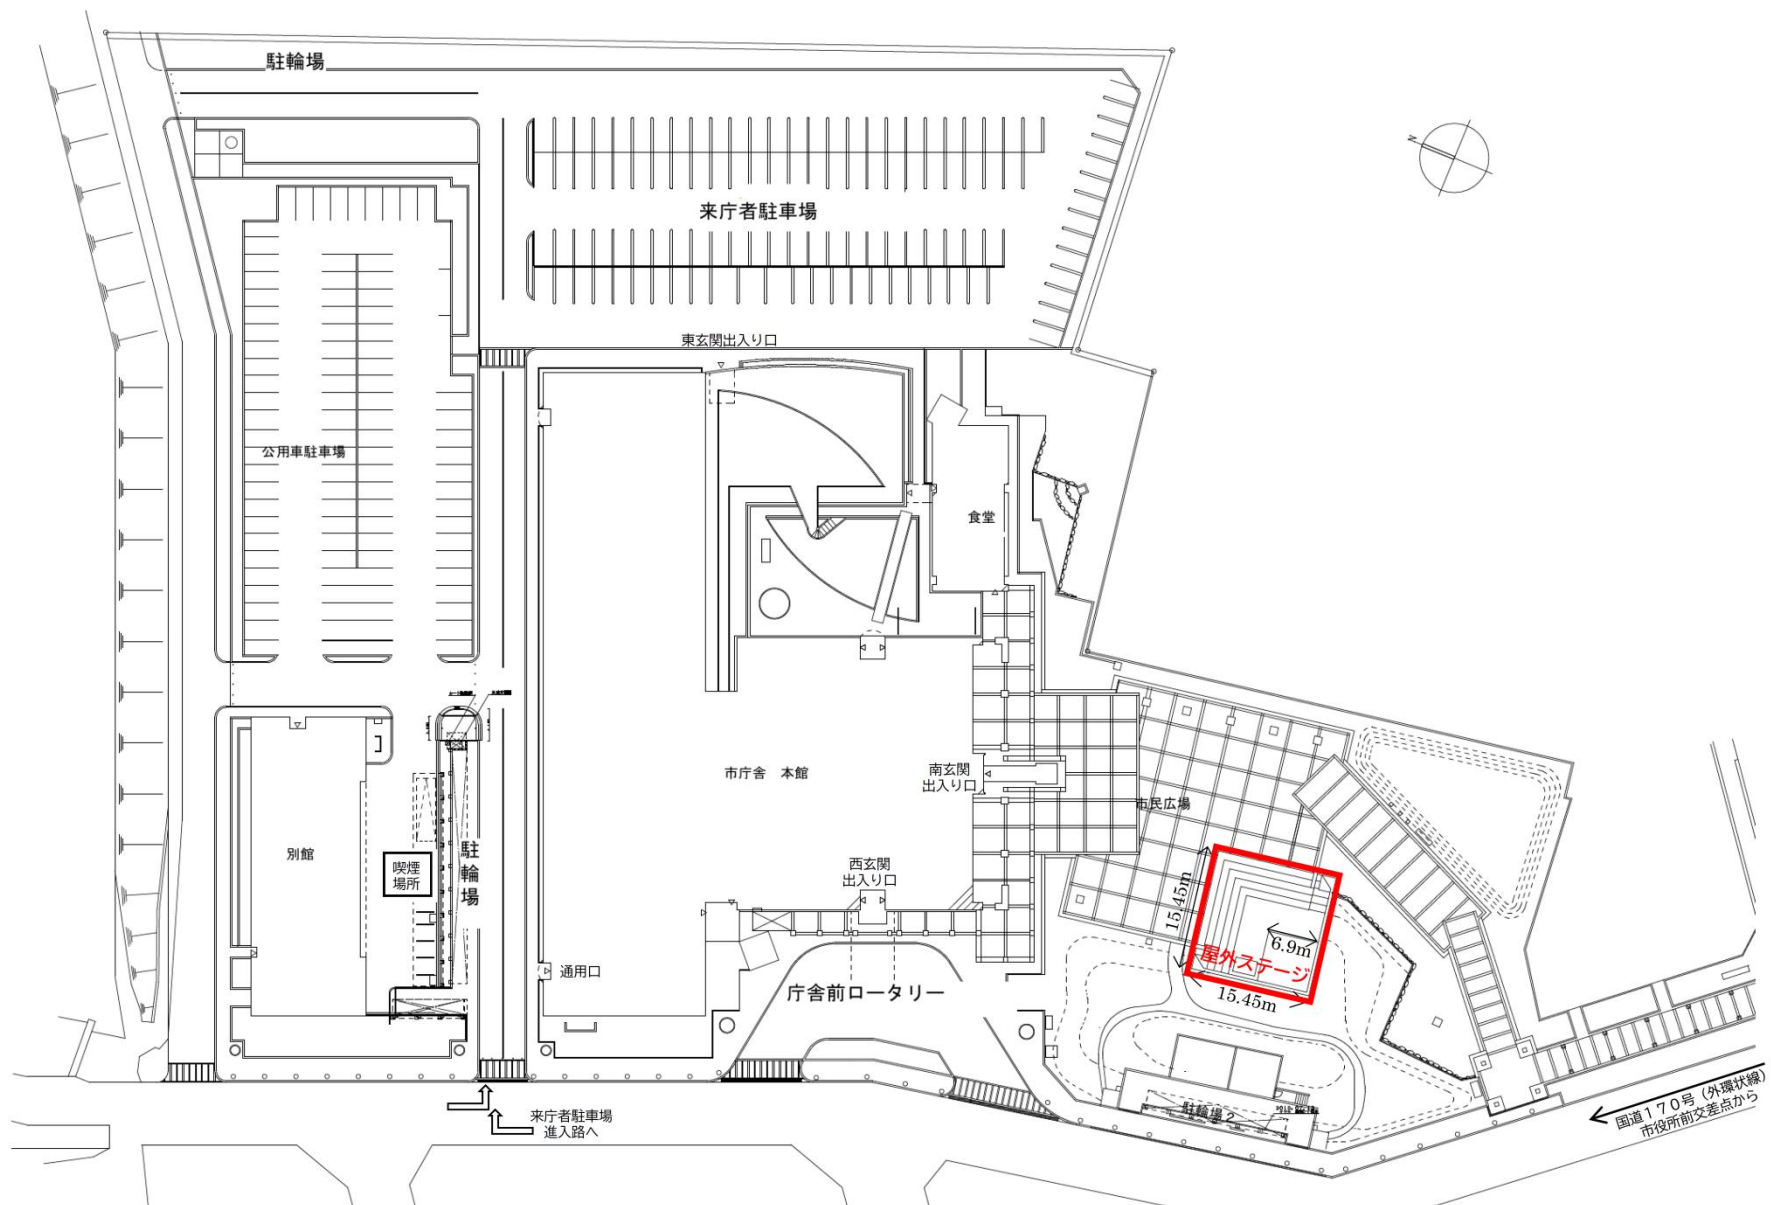 駐輪場
N
来庁者駐車場
東玄関出入り口
公用車駐車場
食堂
市庁舎 本館
南玄関
出入り口
市民広場
別館
喫煙
場所
駐輪場
西玄関
出入り口
15.45m
6.9m
屋外ステージ
15.45m
通用口
庁舎前ロータリー
駐輪場2
来庁者駐車場
進入路へ
国道170号(外環状線)
市役所前交差点から